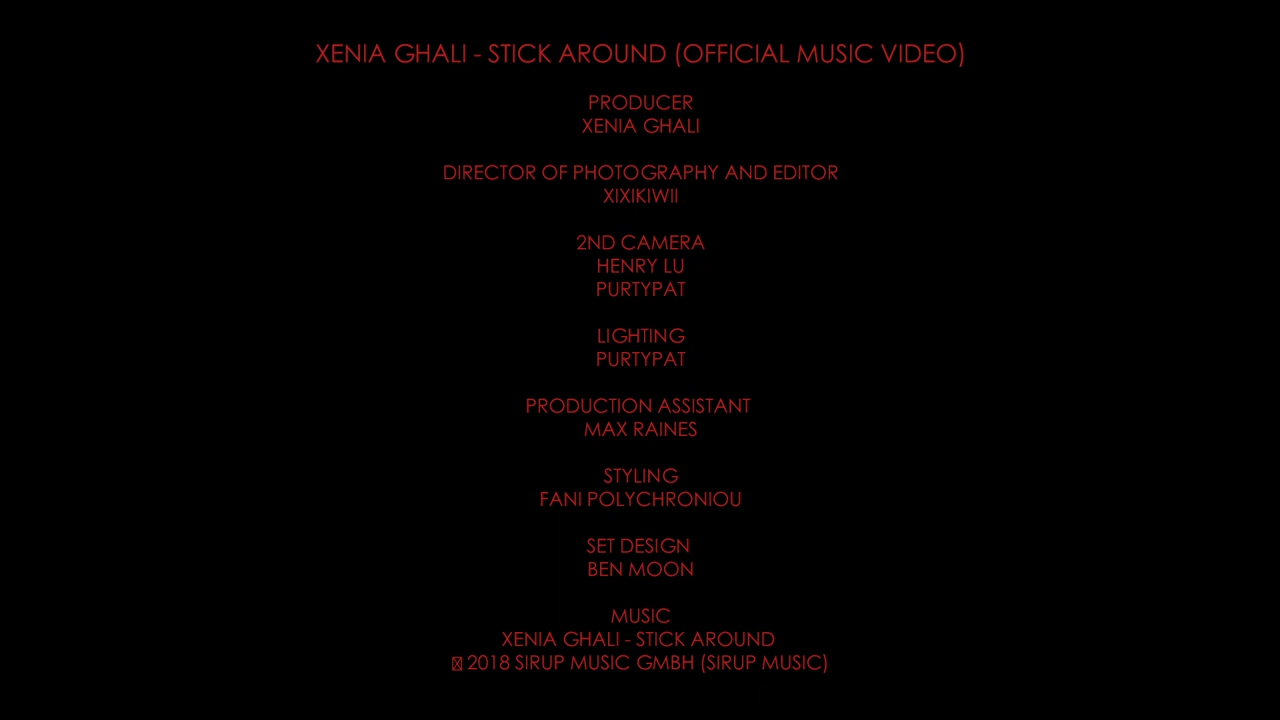 XENIA GHALI - STICK AROUND (OFFICIAL MUSIC VIDEO)
PRODUCER
XENIA GHALI
DIRECTOR OF PHOTOGRAPHY AND EDITOR
XIXIKIWII
2ND CAMERA
HENRY LU
PURTYPAT
LIGHTING
PURTYPAT
PRODUCTION ASSISTANT
MAX RAINES
STYLING
FANI POLYCHRONIOU
SET DESIGN
BEN MOON
MUSIC
XENIA GHALI - STICK AROUND
2018 SIRUP MUSIC GMBH (SIRUP MUSIC)